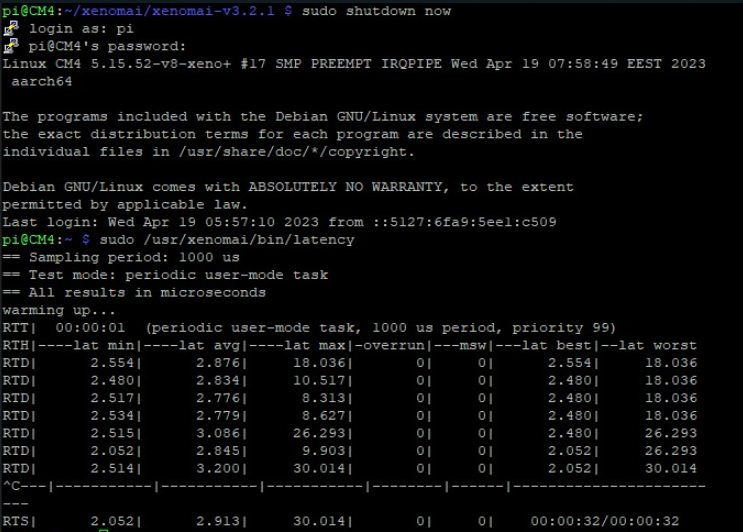 pi@CM4:~/xenomai/xenomai-v3.2.1 $ sudo shutdown now
login as: pi
pi@CM4's password:
Linux CM4 5.15.52-v8-xeno+ #17 SMP PREEMPT IRQPIPE Wed Apr 19 07:58:49 EEST 2023
aarch64
The programs included with the Debian GNU/Linux system are free software;
the exact distribution terms for each program are described in the
individual files in /usr/share/doc/*/copyright.
Debian GNU/Linux comes with ABSOLUTELY NO WARRANTY, to the extent
permitted by applicable law.
Last login: Wed Apr 19 05:57:10 2023 from ::5127:6fa9:5ee1:c509
pi@CM4:~ $ sudo /usr/xenomai/bin/latency
== Sampling period: 1000 us
== Test mode: periodic user-mode task
== All results in microseconds
warming up...
RTT|  00:00:01  (periodic user-mode task, 1000 us period, priority 99)
RTH|----lat min|----lat avg|----lat max|-overrun|---msw|---lat best|--lat worst
RTD|      2.554|      2.876|     18.036|       0|     0|      2.554|     18.036
RTD|      2.480|      2.834|     10.517|       0|     0|      2.480|     18.036
RTD|      2.517|      2.776|      8.313|       0|     0|      2.480|     18.036
RTD|      2.534|      2.779|      8.627|       0|     0|      2.480|     18.036
RTD|      2.515|      3.086|     26.293|       0|     0|      2.480|     26.293
RTD|      2.052|      2.845|      9.903|       0|     0|      2.052|     26.293
RTD|      2.514|      3.200|     30.014|       0|     0|      2.052|     30.014
^C---|-----------|-----------|-----------|--------|------|----------------------
---
RTS|      2.052|      2.913|     30.014|       0|     0|    00:00:32/00:00:32